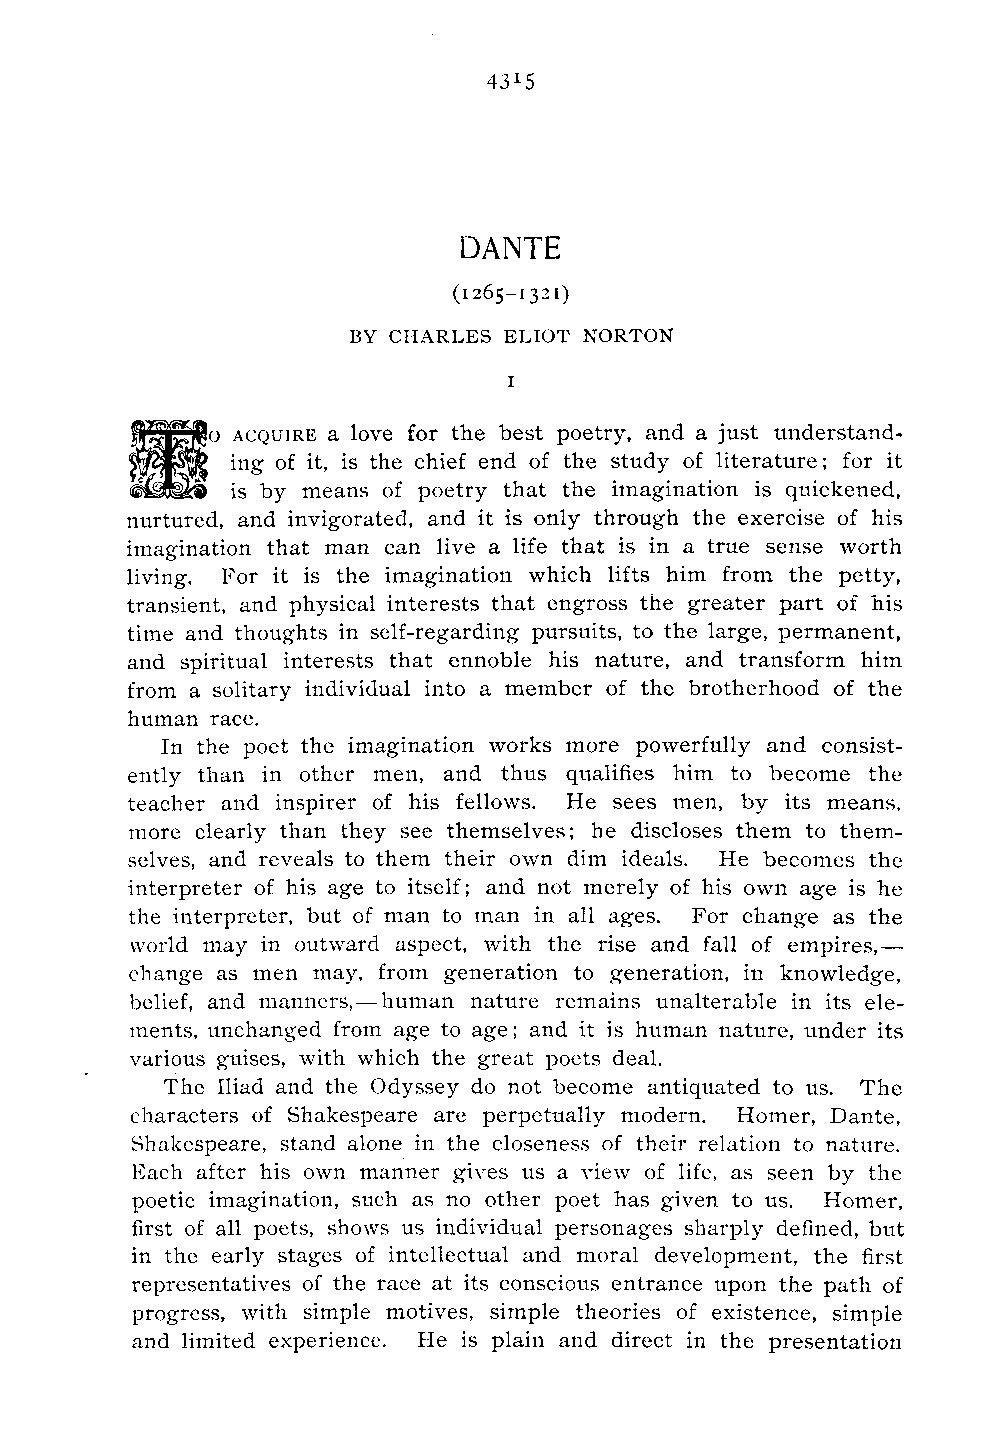 4315
DANTE
(1265–1321)
BY CHARLES ELIOT NORTON
I
TO ACQUIRE a love for the best poetry, and a just understand-
ing of it, is the chief end of the study of literature; for it
is by means of poetry that the imagination is quickened,
nurtured, and invigorated, and it is only through the exercise of his
imagination that man can live a life that is in a true sense worth
living. For it is the imagination which lifts him from the petty,
transient, and physical interests that engross the greater part of his
time and thoughts in self-regarding pursuits, to the large, permanent,
and spiritual interests that ennoble his nature, and transform him
from a solitary individual into a member of the brotherhood of the
human race.
In the poet the imagination works more powerfully and consist-
ently than in other men, and thus qualifies him to become the
teacher and inspirer of his fellows. He sees men, by its means,
more clearly than they see themselves; he discloses them to them-
selves, and reveals to them their own dim ideals. He becomes the
interpreter of his age to itself; and not merely of his own age is he
the interpreter, but of man to man in all ages. For change as the
world may in outward aspect, with the rise and fall of empires,—
change as men may, from generation to generation, in knowledge,
belief, and manners,—human nature remains unalterable in its ele-
ments, unchanged from age to age; and it is human nature, under its
various guises, with which the great poets deal.
The Iliad and the Odyssey do not become antiquated to us. The
characters of Shakespeare are perpetually modern. Homer, Dante,
Shakespeare, stand alone in the closeness of their relation to nature.
Each after his own manner gives us a view of life, as seen by the
poetic imagination, such as no other poet has given to us. Homer,
first of all poets, shows us individual personages sharply defined, but
in the early stages of intellectual and moral development, the first
representatives of the race at its conscious entrance upon the path of
progress, with simple motives, simple theories of existence, simple
and limited experience. He is plain and direct in the presentation